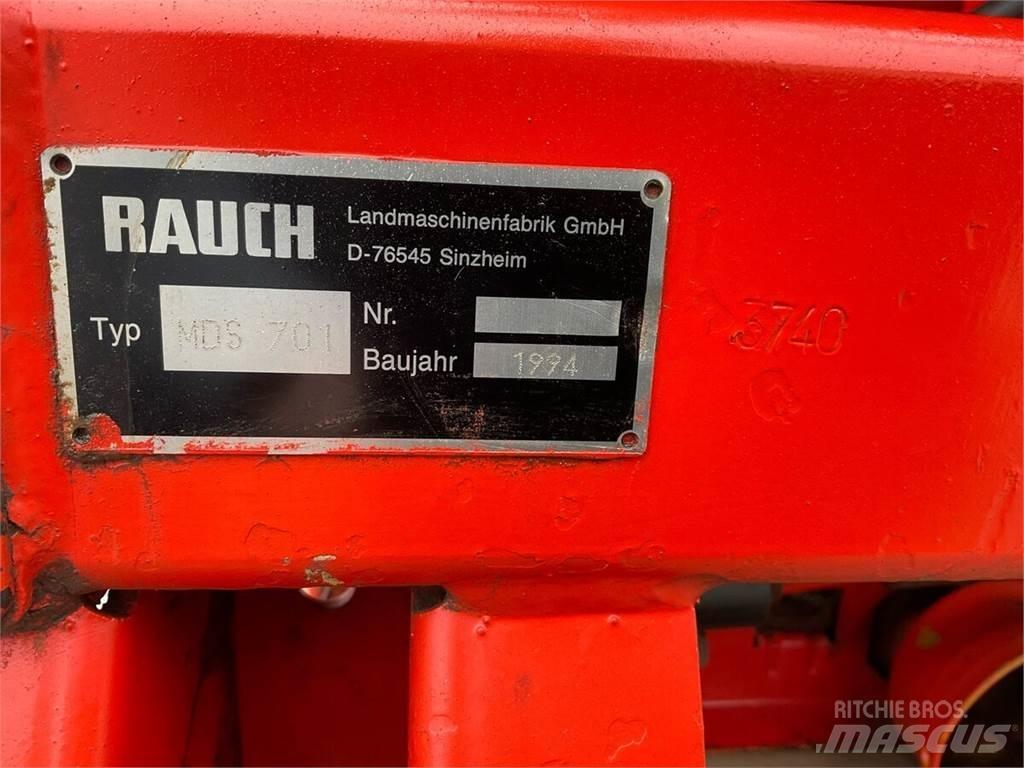 RAUCH
Landmaschinenfabrik GmbH
D-76545 Sinzheim
Typ MDS 701
Nr.
Baujahr 1994
3740
RITCHIE BROS.
MASCUS